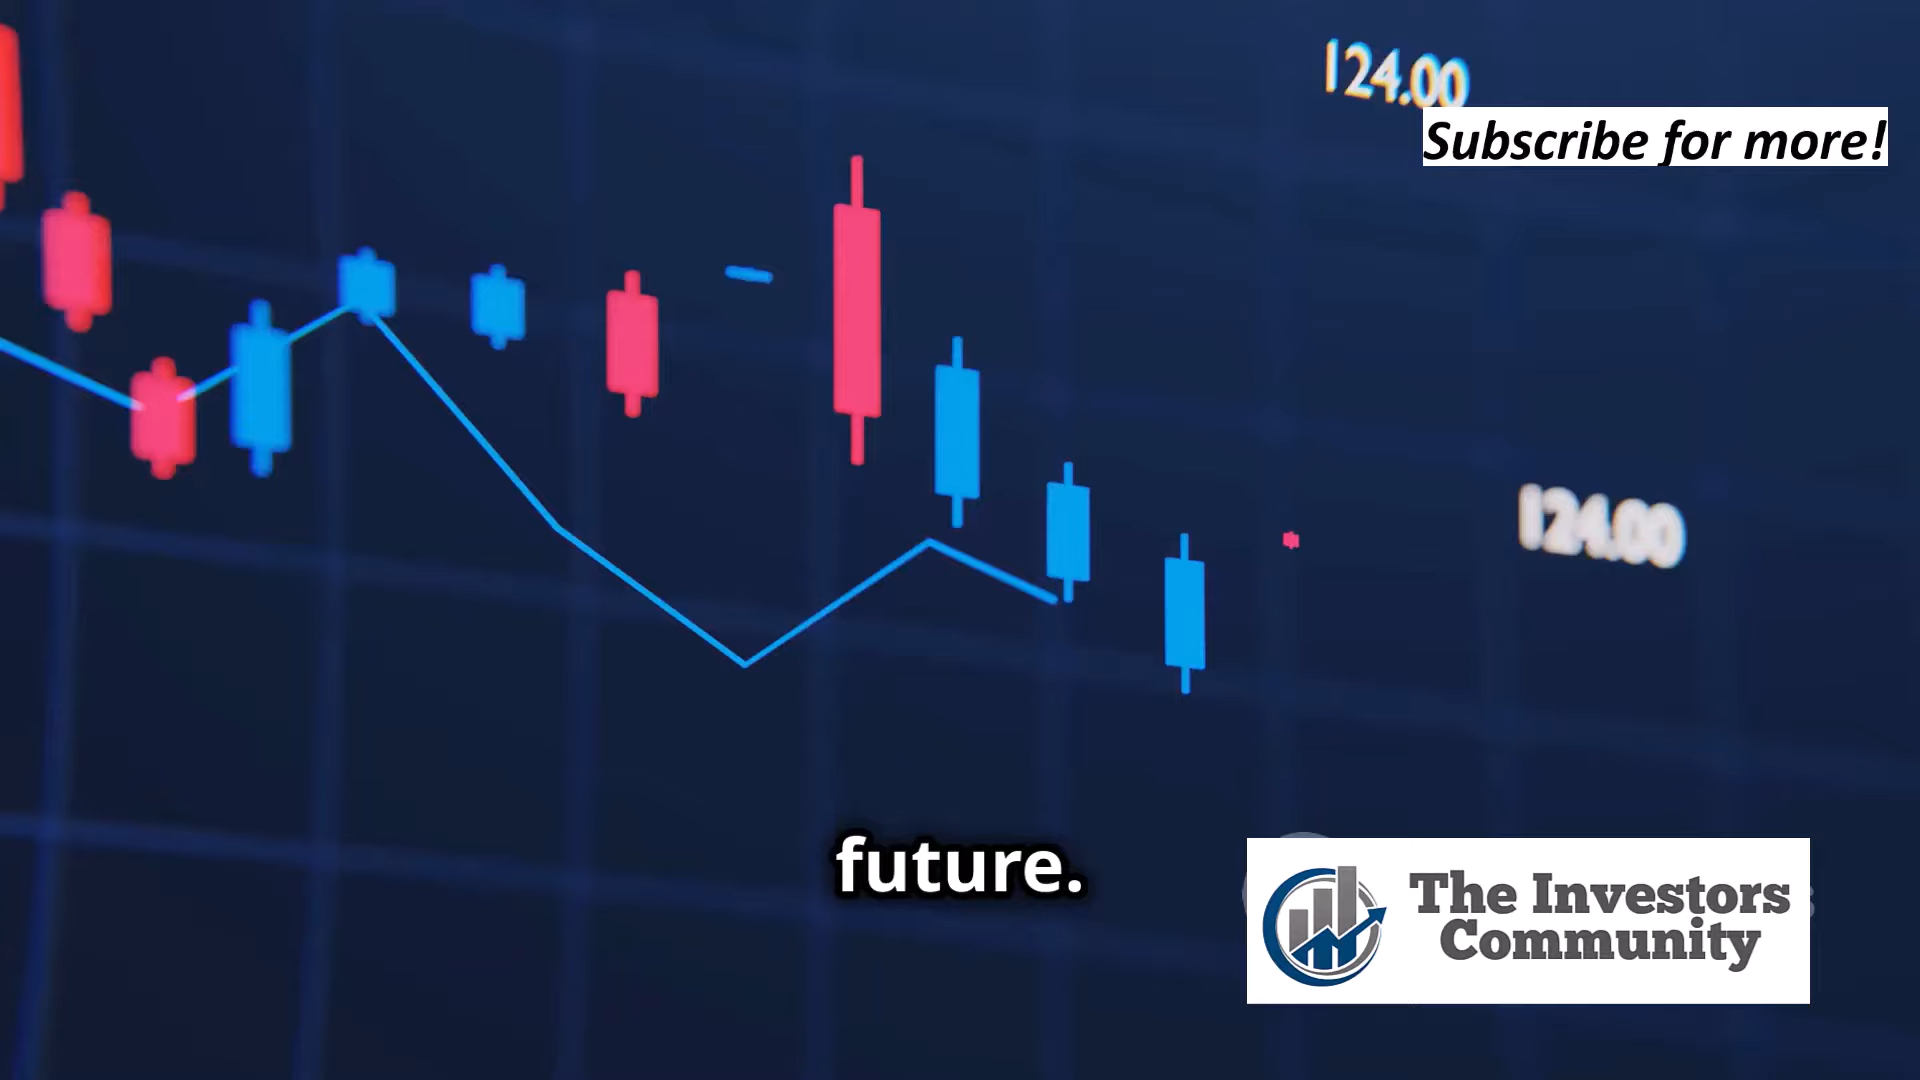 124.00
Subscribe for more!
124.00
future.
The Investors
Community